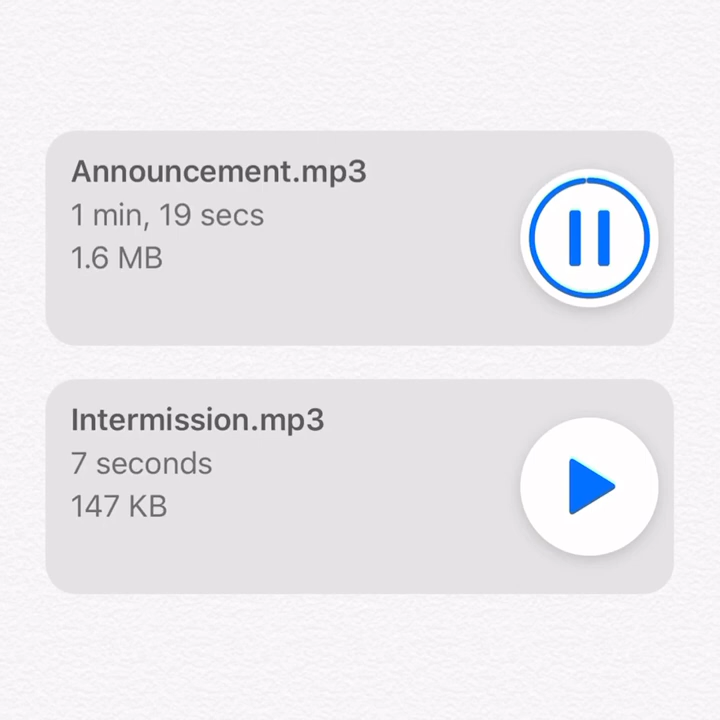 Announcement.mp3
1 min, 19 secs
1.6 MB
Intermission.mp3
7 seconds
147 KB